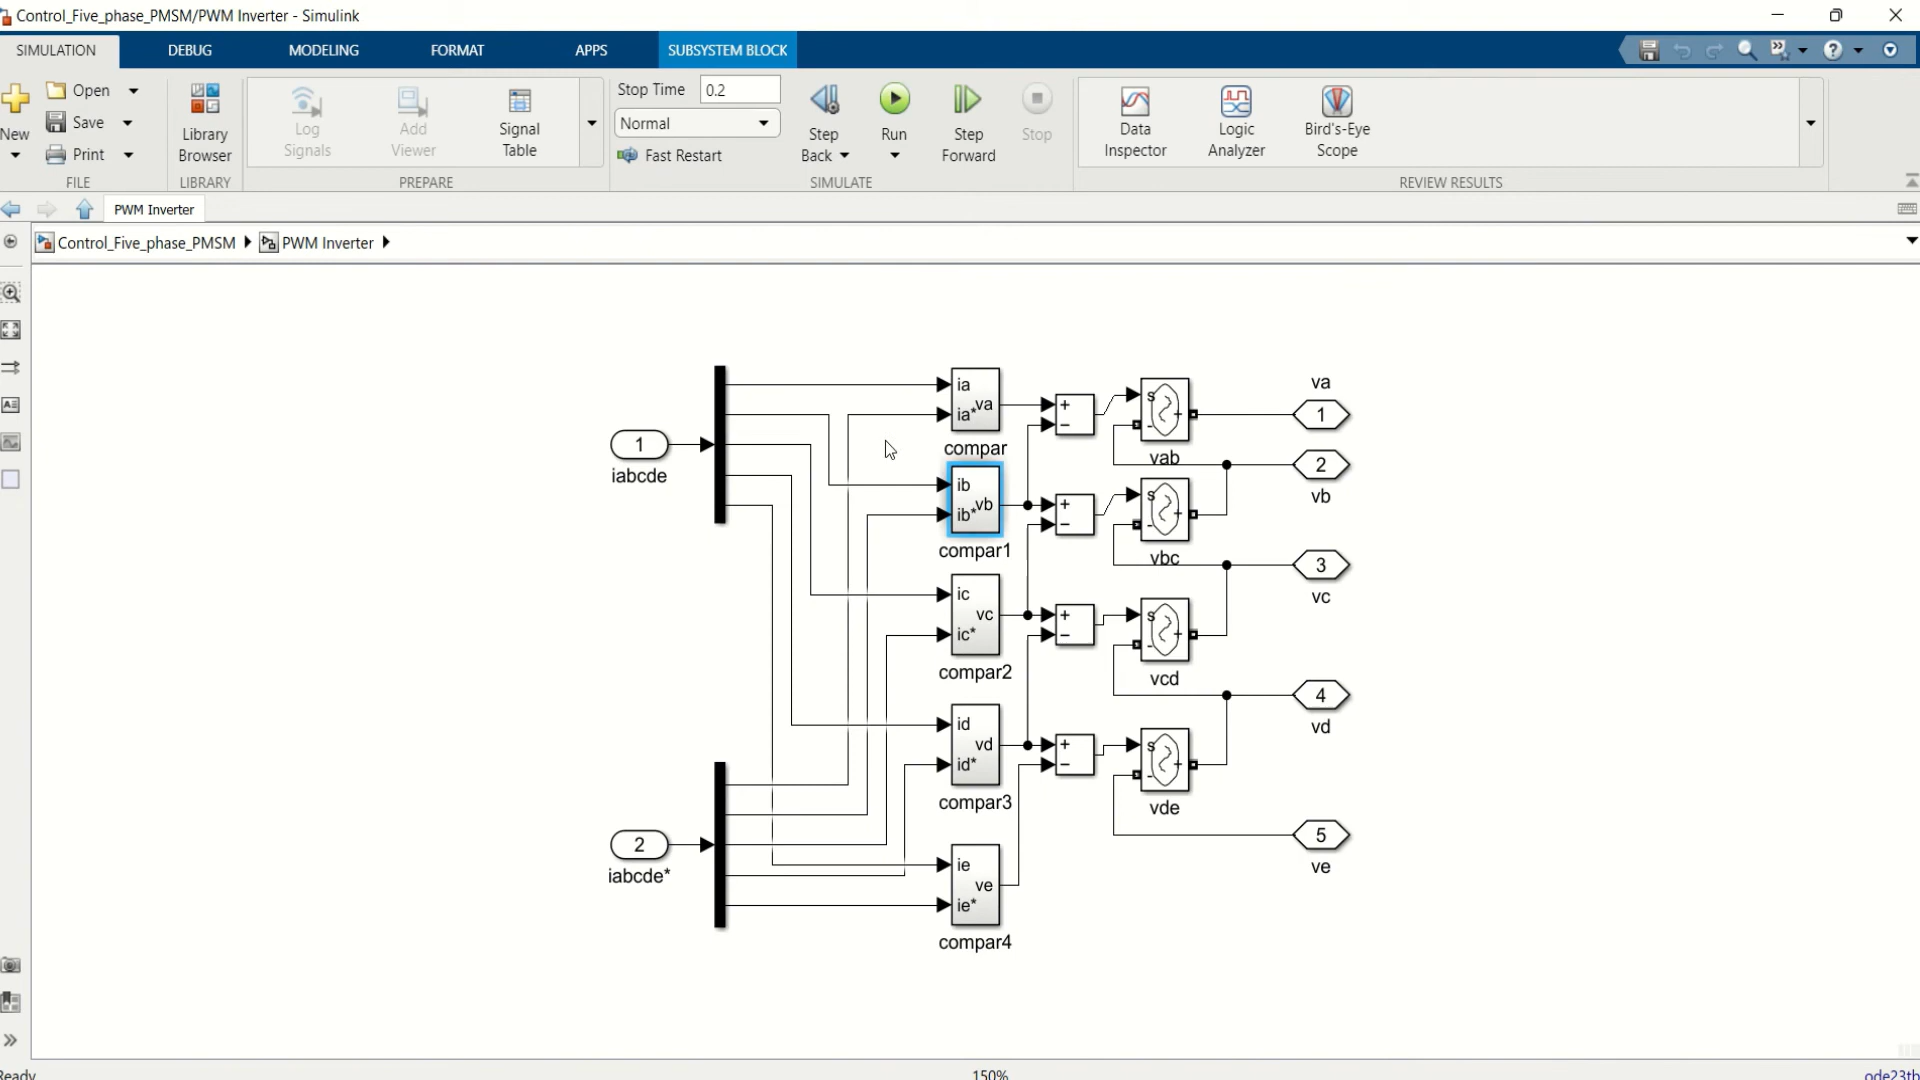 Control_Five_phase_PMSM/PWM Inverter - Simulink
SIMULATION
DEBUG
MODELING
FORMAT
APPS
SUBSYSTEM BLOCK
New
Open
Save
Print
FILE
Library
Browser
LIBRARY
Log
Signals
Add
Viewer
Signal
Table
PREPARE
Stop Time
0.2
Normal
Fast Restart
Step
Back
Run
Step
Forward
Stop
SIMULATE
Data
Inspector
Logic
Analyzer
Bird's-Eye
Scope
REVIEW RESULTS
PWM Inverter
Control_Five_phase_PMSM
PWM Inverter
1
iabcde
2
iabcde*
ia
ia*
va
compar
ib
ib*
vb
compar1
ic
ic*
vc
compar2
id
id*
vd
compar3
ie
ie*
ve
compar4
+
−
+
−
+
−
+
−
s
-
+
vab
s
-
+
vbc
s
-
+
vcd
s
-
+
vde
va
1
2
vb
3
vc
4
vd
5
ve
Ready
150%
ode23tb